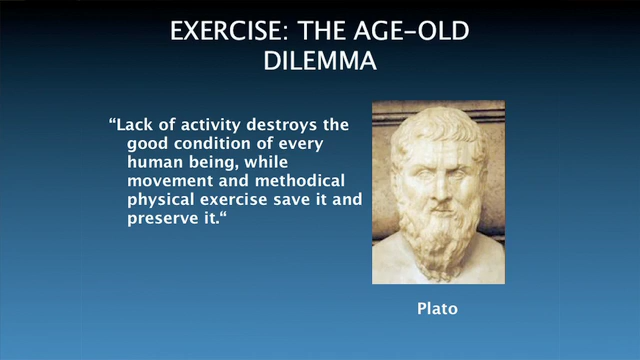 EXERCISE: THE AGE-OLD
DILEMMA
“Lack of activity destroys the
good condition of every
human being, while
movement and methodical
physical exercise save it and
preserve it.“
Plato